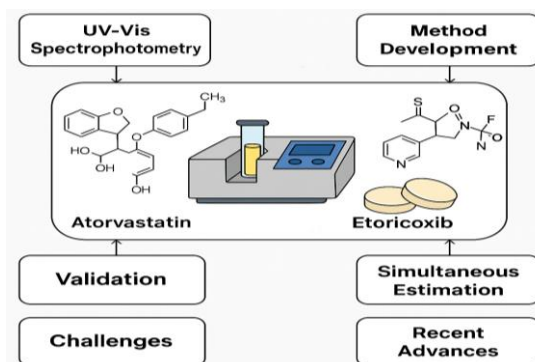 UV-Vis
Spectrophotometry
Method
Development
CH3
O
O
HO
OH
OH
S
O
F
N
O
N
N
Atorvastatin
Etoricoxib
Validation
Simultaneous
Estimation
Challenges
Recent
Advances